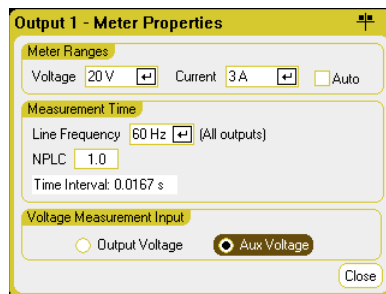 Output 1 - Meter Properties
Meter Ranges
Voltage 20 V Current 3 A Auto
Measurement Time
Line Frequency 60 Hz (All outputs)
NPLC 1.0
Time Interval: 0.0167 s
Voltage Measurement Input
Output Voltage Aux Voltage
Close